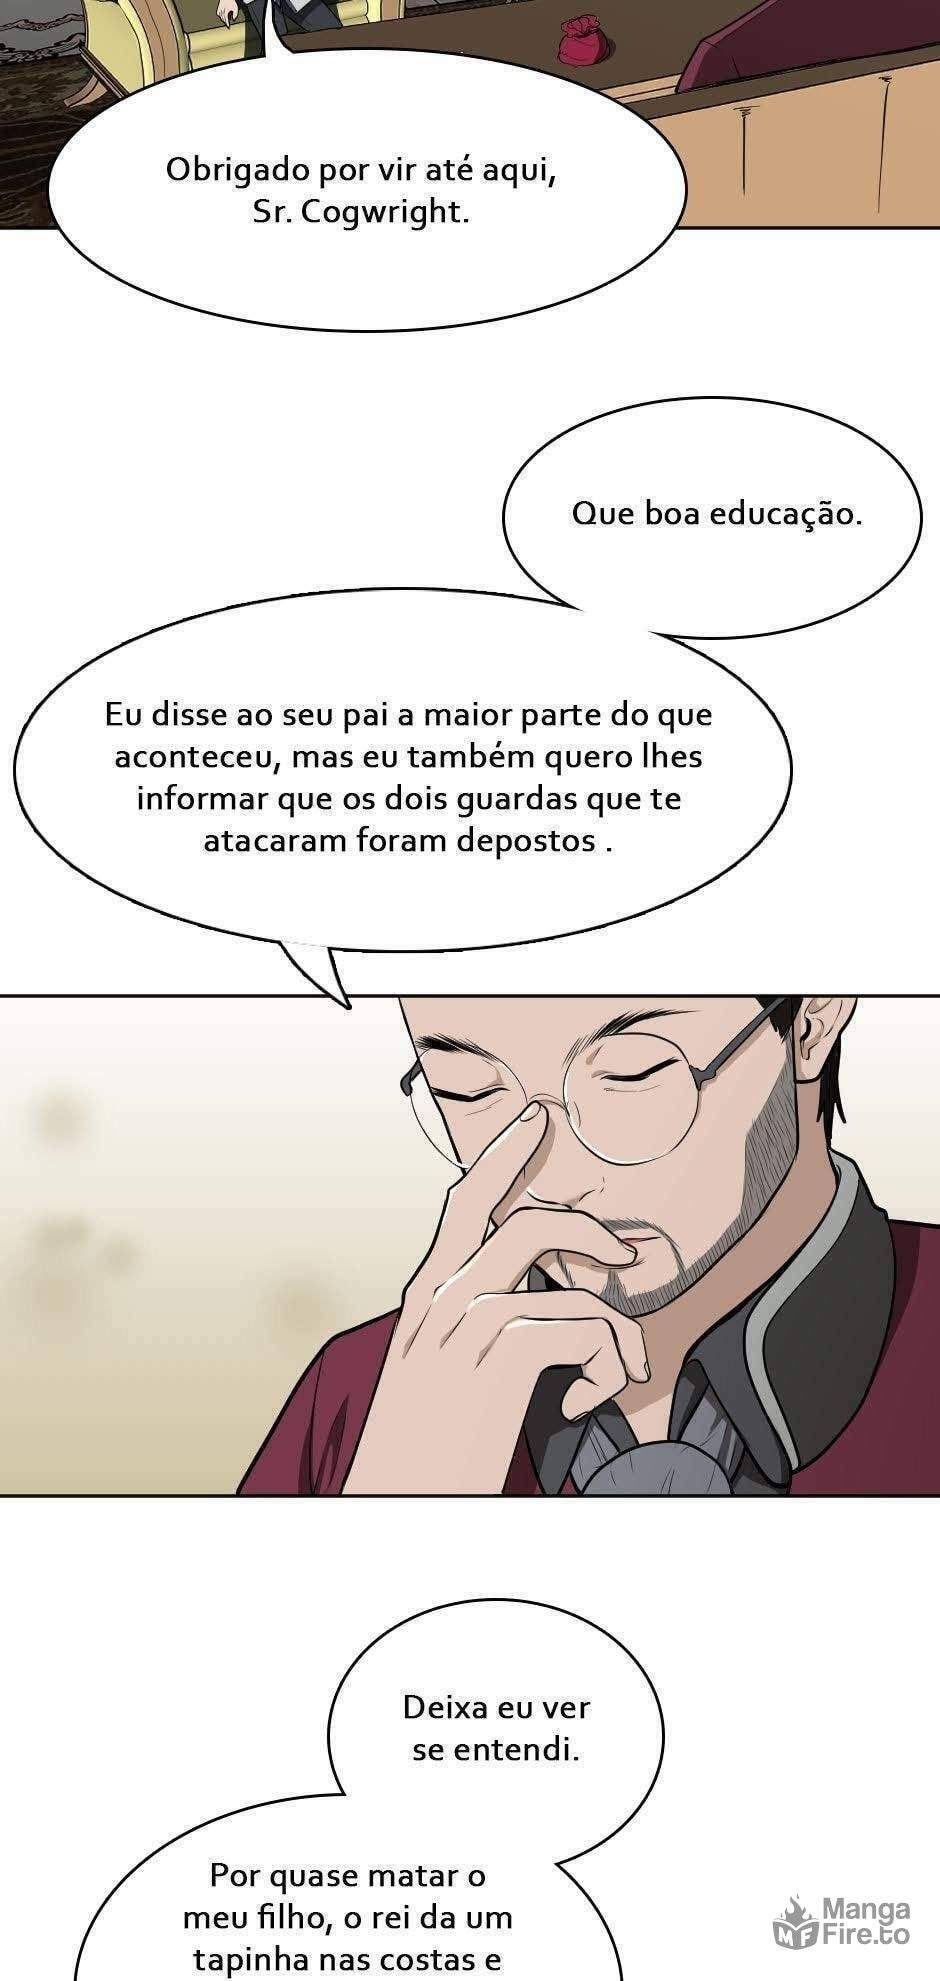 Obrigado por vir até aqui,
Sr. Cogwright.
Que boa educação.
Eu disse ao seu pai a maior parte do que
aconteceu, mas eu também quero lhes
informar que os dois guardas que te
atacaram foram depostos .
Deixa eu ver
se entendi.
Por quase matar o
meu filho, o rei da um
tapinha nas costas e
Manga
Fire.to
MF